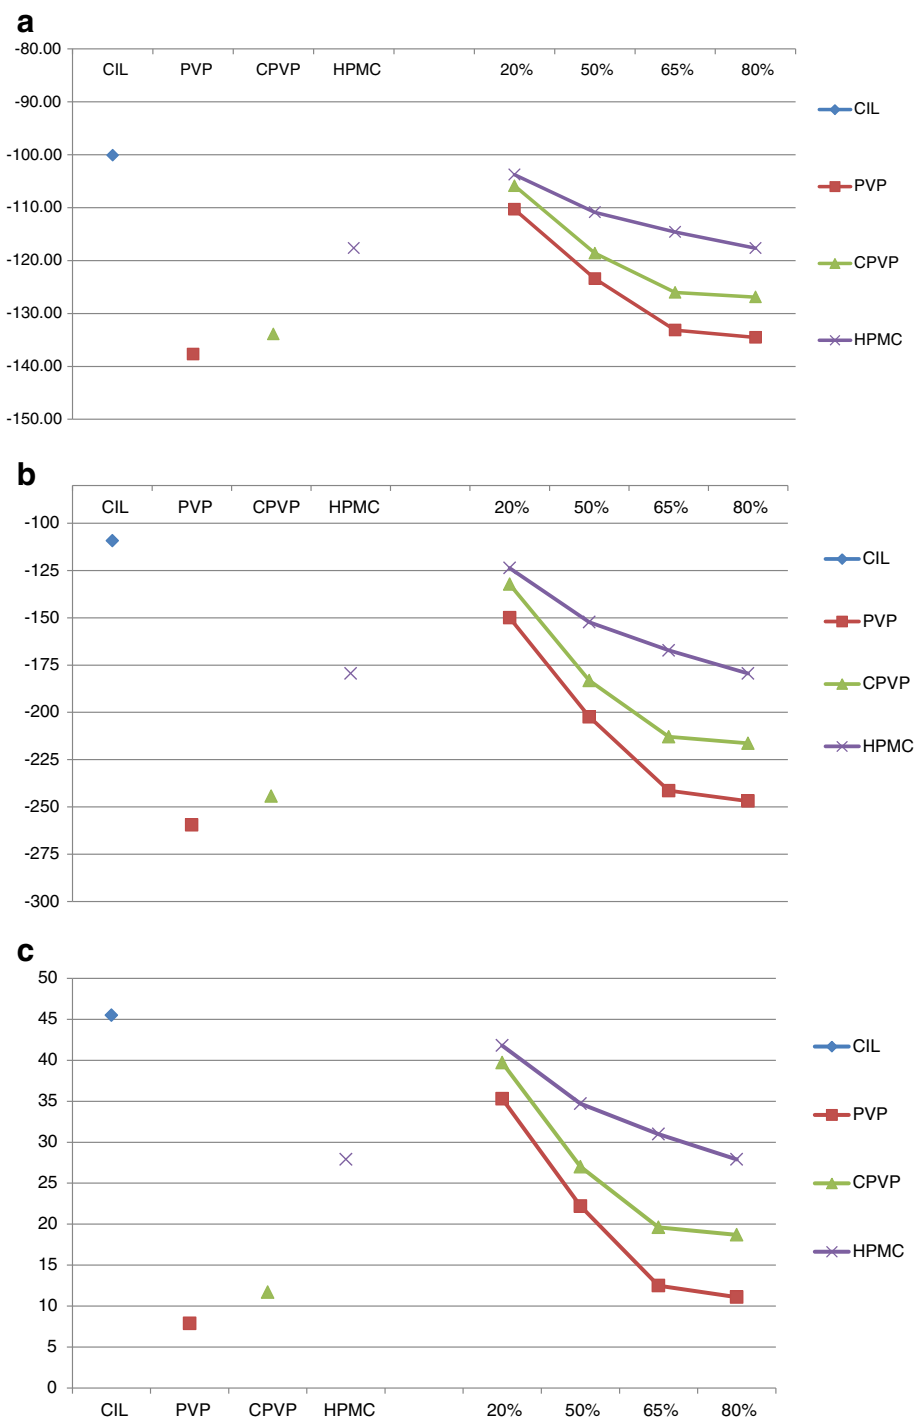 a
-80.00
CIL PVP CPVP HPMC 20% 50% 65% 80%
-90.00
-100.00
-110.00
-120.00
-130.00
-140.00
-150.00
CIL
PVP
CPVP
HPMC
b
CIL PVP CPVP HPMC 20% 50% 65% 80%
-100
-125
-150
-175
-200
-225
-250
-275
-300
CIL
PVP
CPVP
HPMC
c
50
45
40
35
30
25
20
15
10
5
0
CIL PVP CPVP HPMC 20% 50% 65% 80%
CIL
PVP
CPVP
HPMC